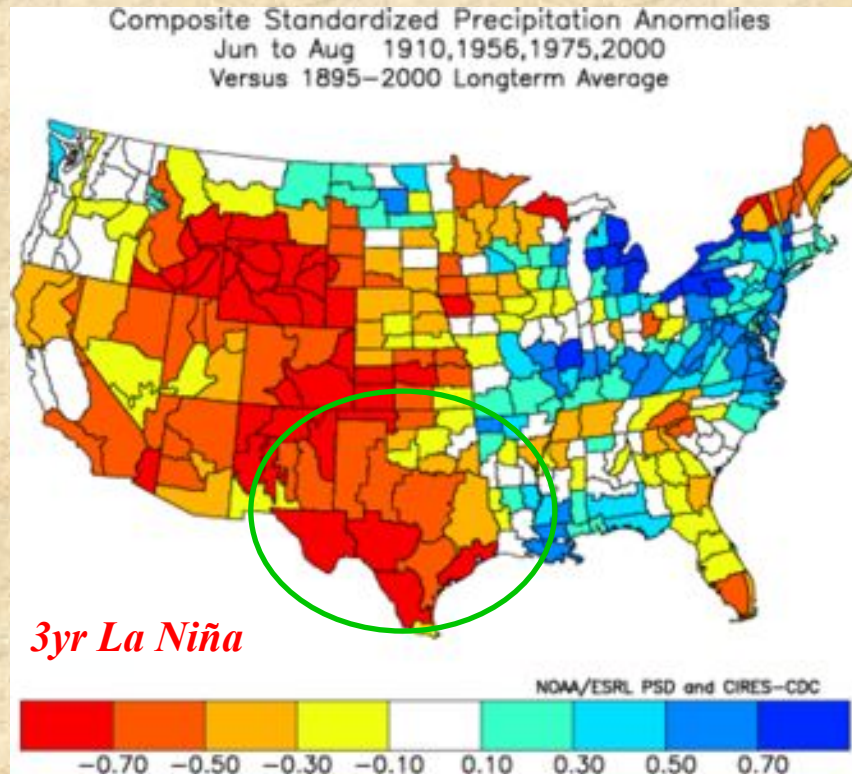 Composite Standardized Precipitation Anomalies
Jun to Aug 1910,1956,1975,2000
Versus 1895-2000 Longterm Average
3yr La Niña
NOAA/ESRL PSD and CIRES-CDC
-0.70 -0.50 -0.30 -0.10 0.10 0.30 0.50 0.70